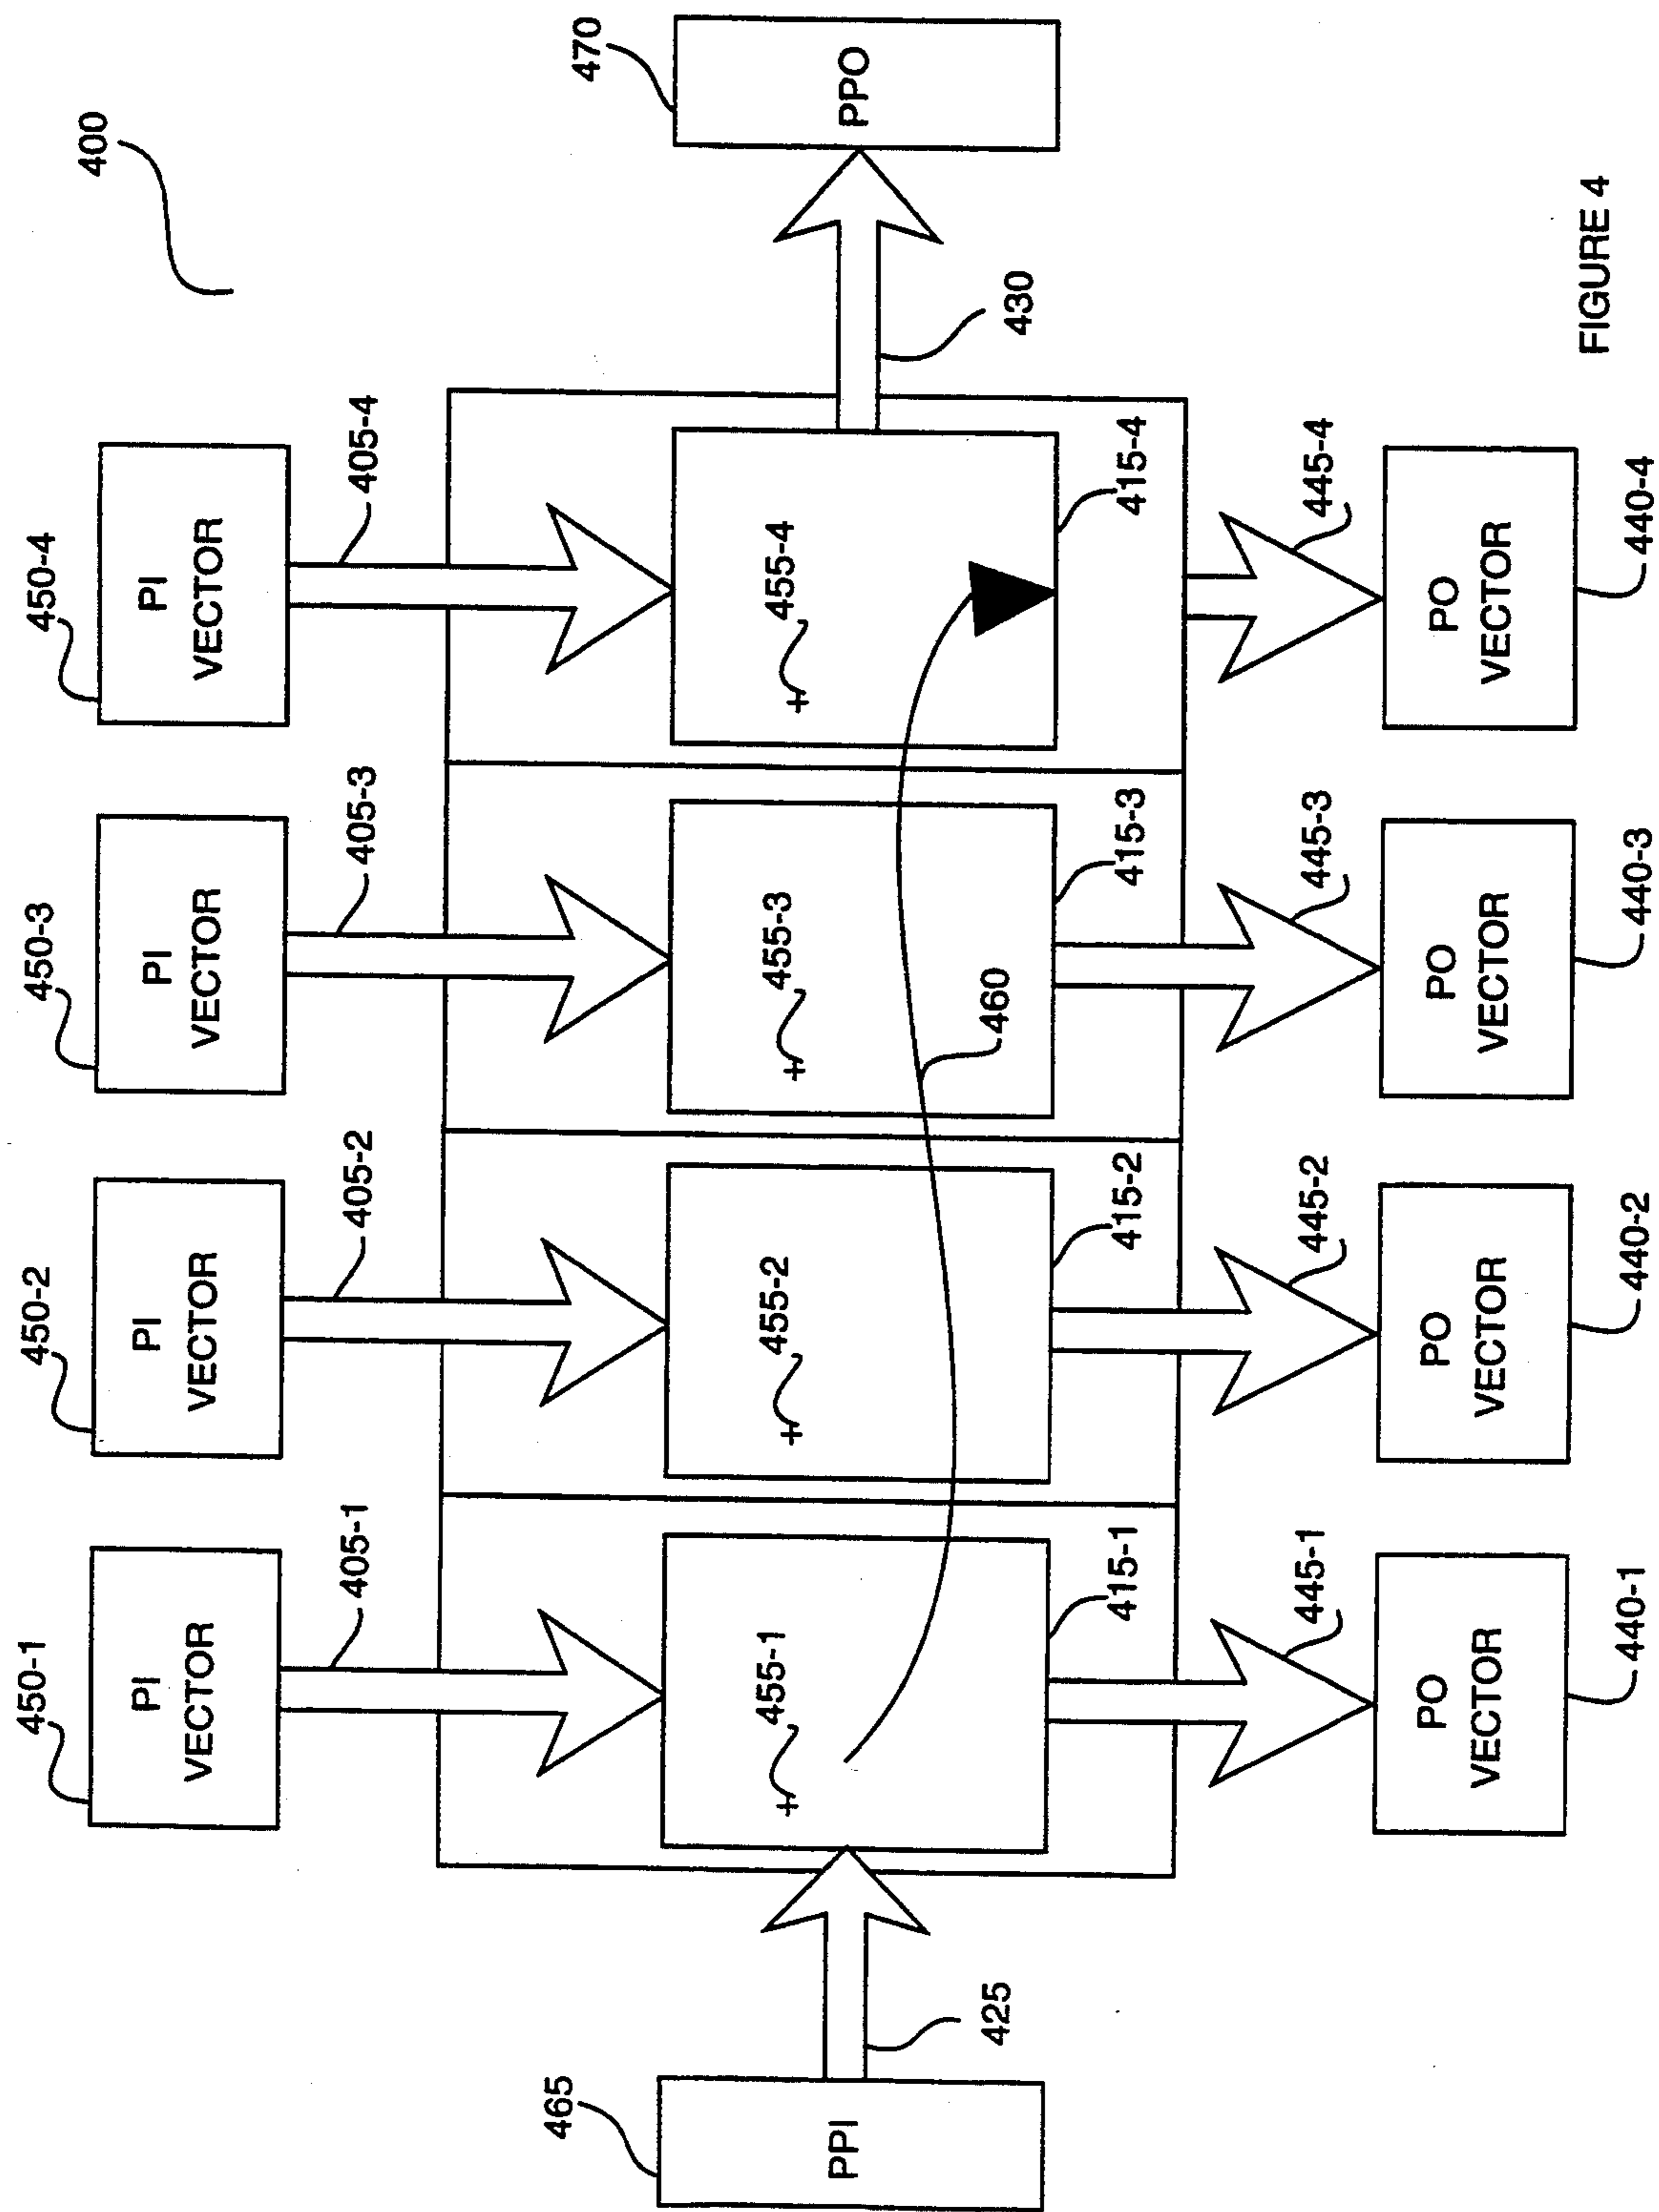 400
450-1
450-2
450-3
450-4
PI
VECTOR
PI
VECTOR
PI
VECTOR
PI
VECTOR
405-1
405-2
405-3
405-4
465
PPI
425
455-1
455-2
455-3
455-4
460
470
PPO
430
415-1
415-2
415-3
415-4
445-1
445-2
445-3
445-4
PO
VECTOR
PO
VECTOR
PO
VECTOR
PO
VECTOR
440-1
440-2
440-3
440-4
FIGURE 4